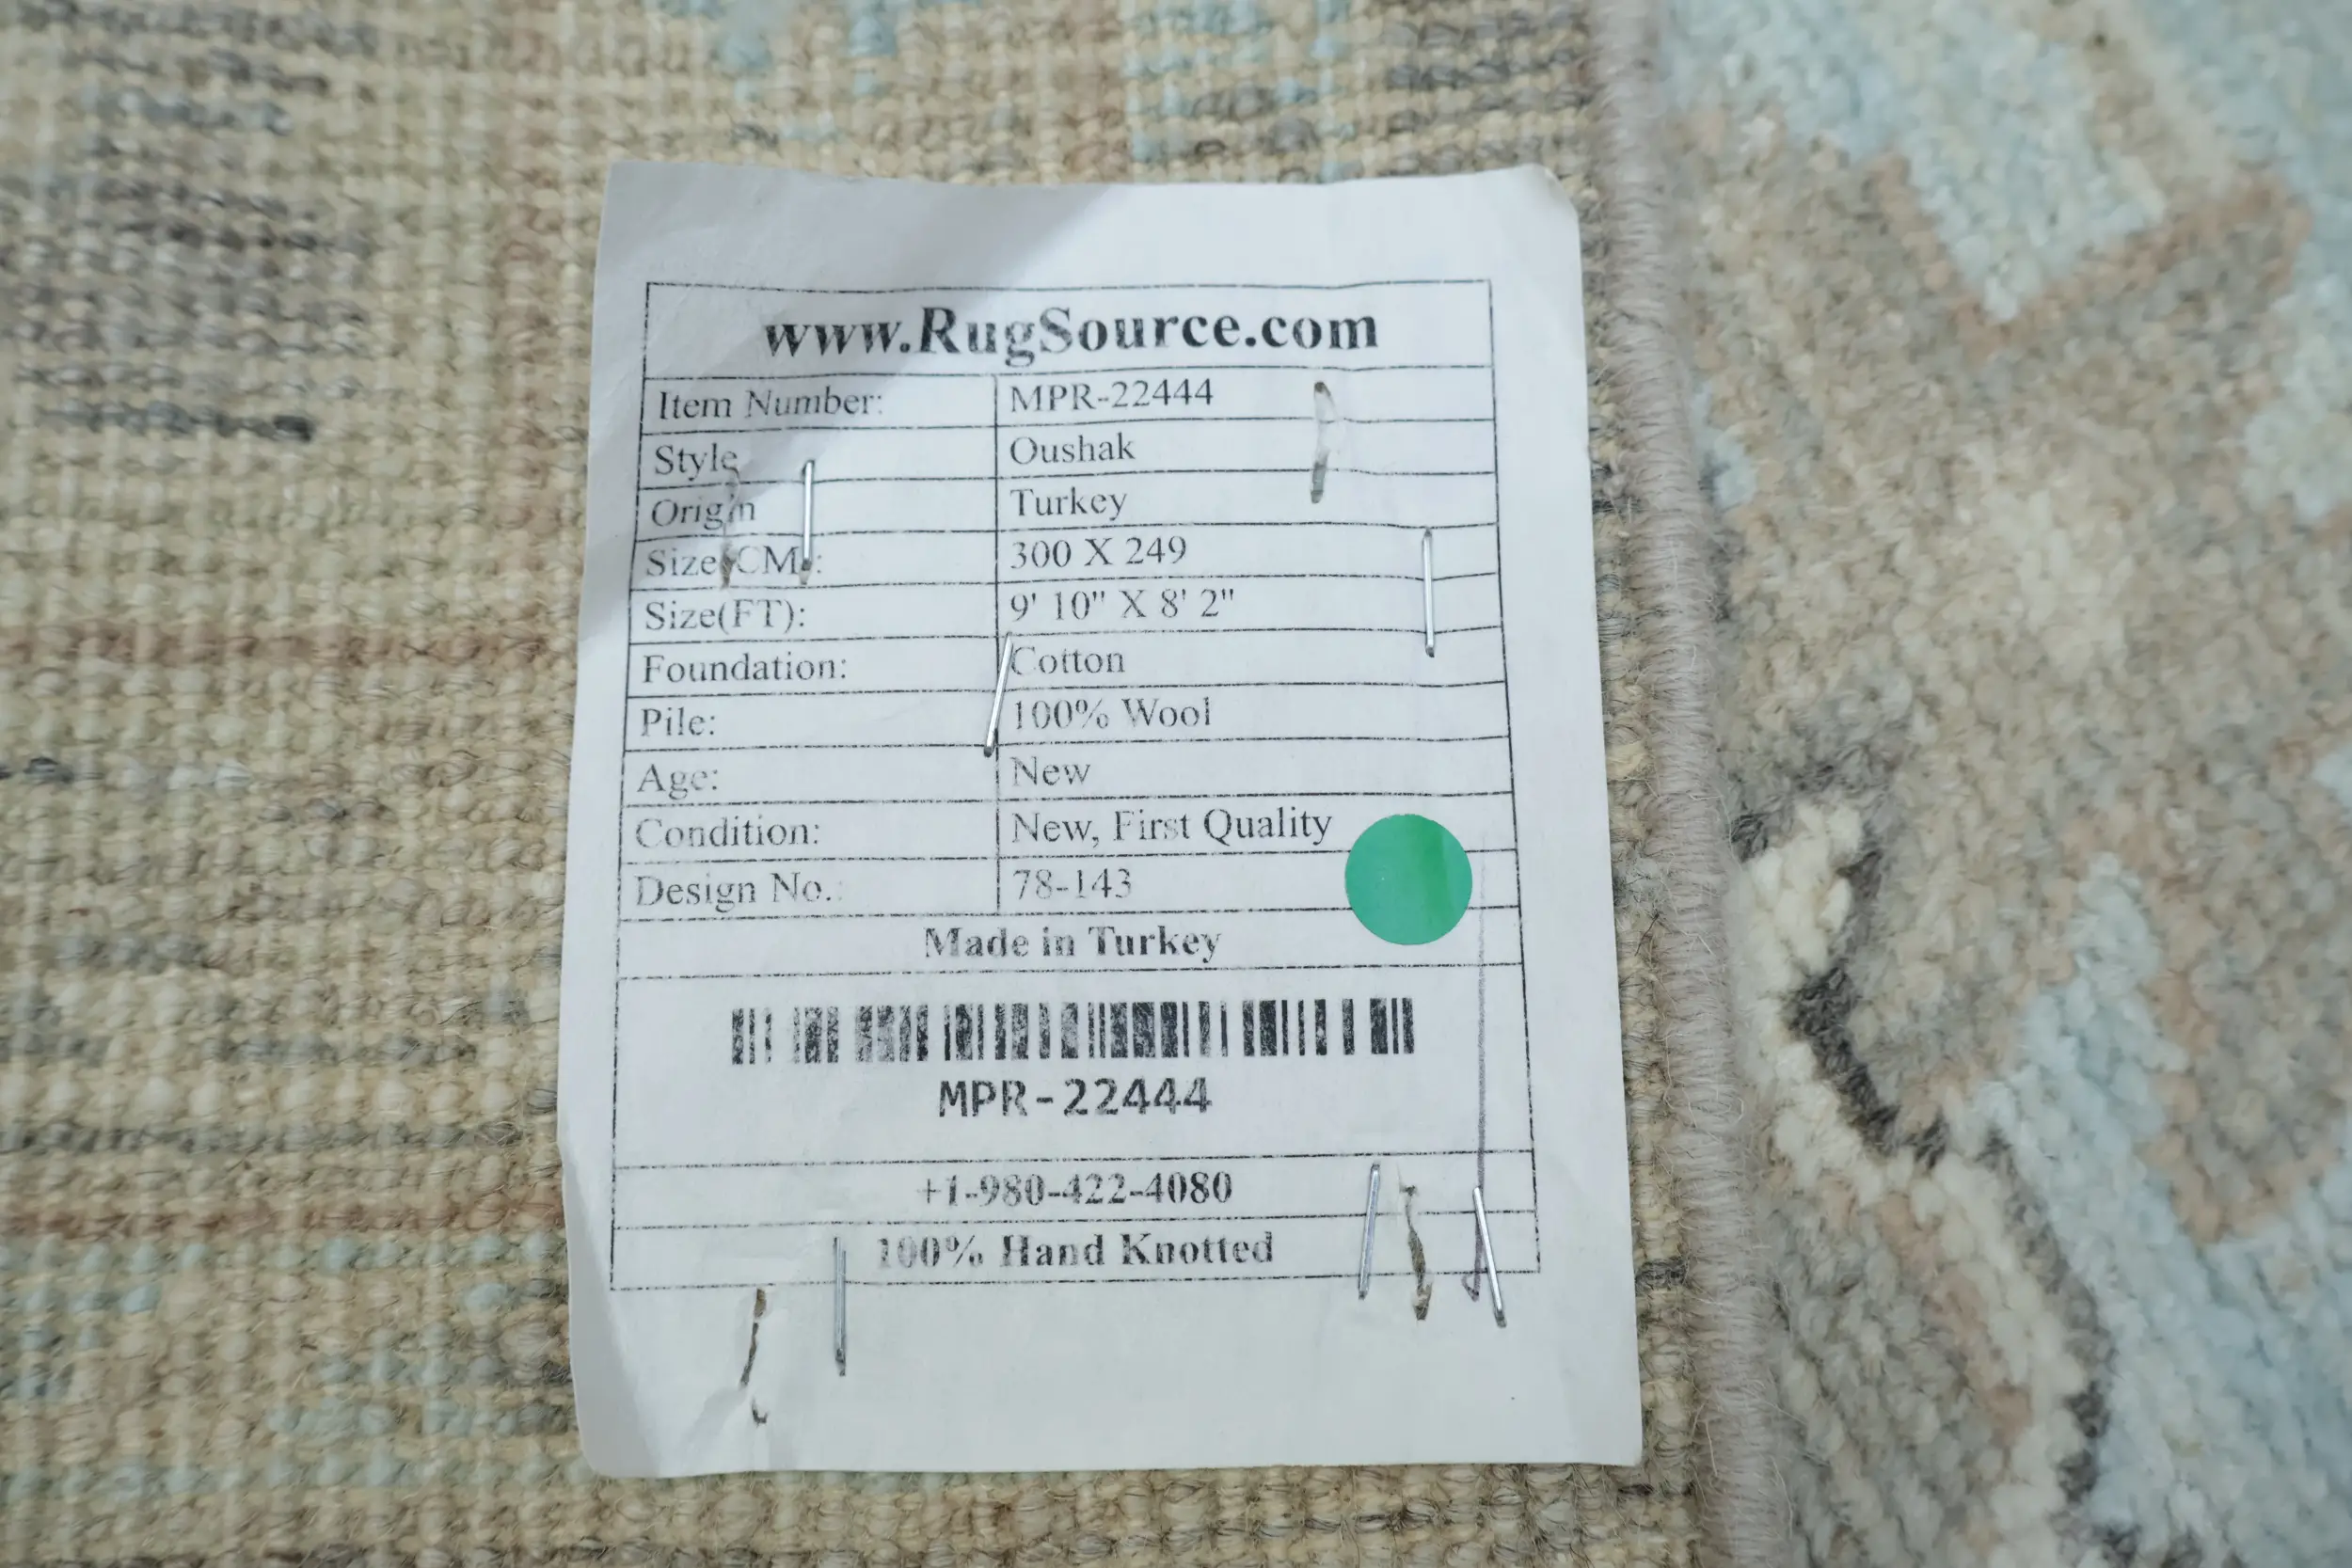 www.RugSource.com
Item Number: MPR-22444
Style Oushak
Origin Turkey
Size(CM): 300 X 249
Size(FT): 9' 10" X 8' 2"
Foundation: Cotton
Pile: 100% Wool
Age: New
Condition: New, First Quality
Design No.: 78-143
Made in Turkey
MPR-22444
+1-980-422-4080
100% Hand Knotted